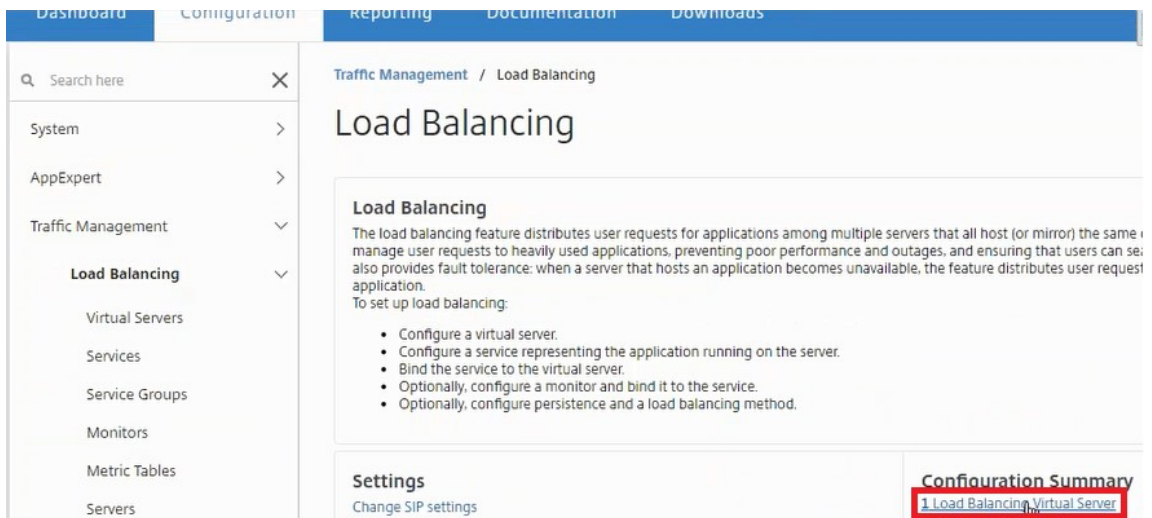 Dashboard Configuration Reporting Documentation Downloads
Search here
System
AppExpert
Traffic Management
Load Balancing
Virtual Servers
Services
Service Groups
Monitors
Metric Tables
Servers
Traffic Management / Load Balancing
Load Balancing
Load Balancing
The load balancing feature distributes user requests for applications among multiple servers that all host (or mirror) the same
manage user requests to heavily used applications, preventing poor performance and outages, and ensuring that users can
also provides fault tolerance: when a server that hosts an application becomes unavailable, the feature distributes user request
application.
To set up load balancing:
• Configure a virtual server.
• Configure a service representing the application running on the server.
• Bind the service to the virtual server.
• Optionally, configure a monitor and bind it to the service.
• Optionally, configure persistence and a load balancing method.
Settings
Change SIP settings
Configuration Summary
1 Load Balancing Virtual Server